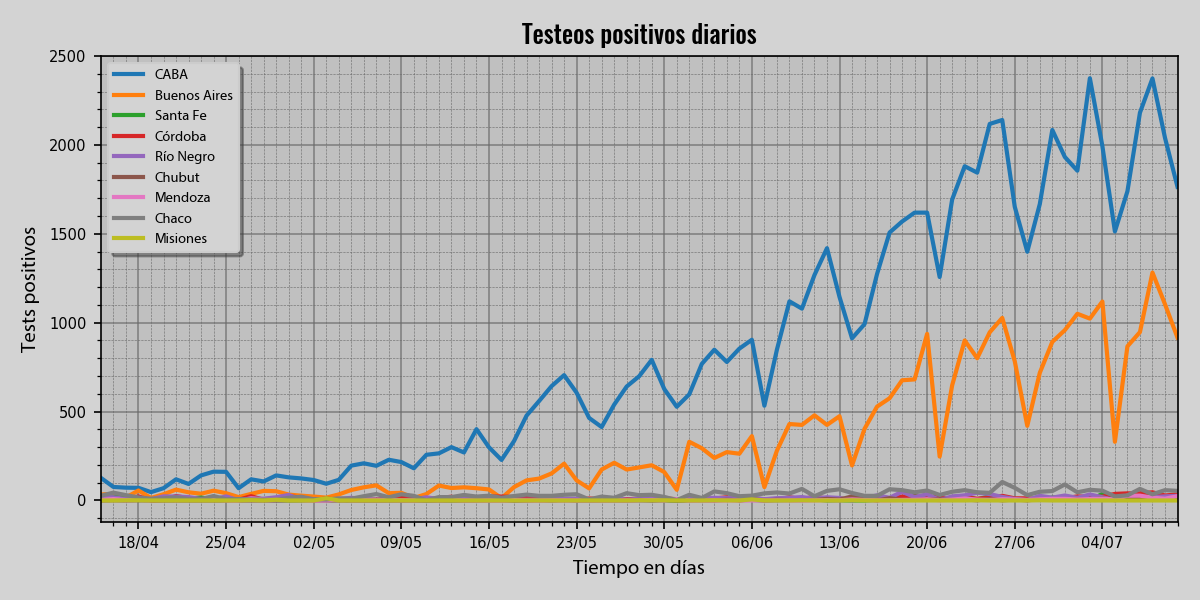 Testeos positivos diarios
2500
2000
1500
1000
500
0
Tests positivos
CABA
Buenos Aires
Santa Fe
Córdoba
Río Negro
Chubut
Mendoza
Chaco
Misiones
18/04 25/04 02/05 09/05 16/05 23/05 30/05 06/06 13/06 20/06 27/06 04/07
Tiempo en días